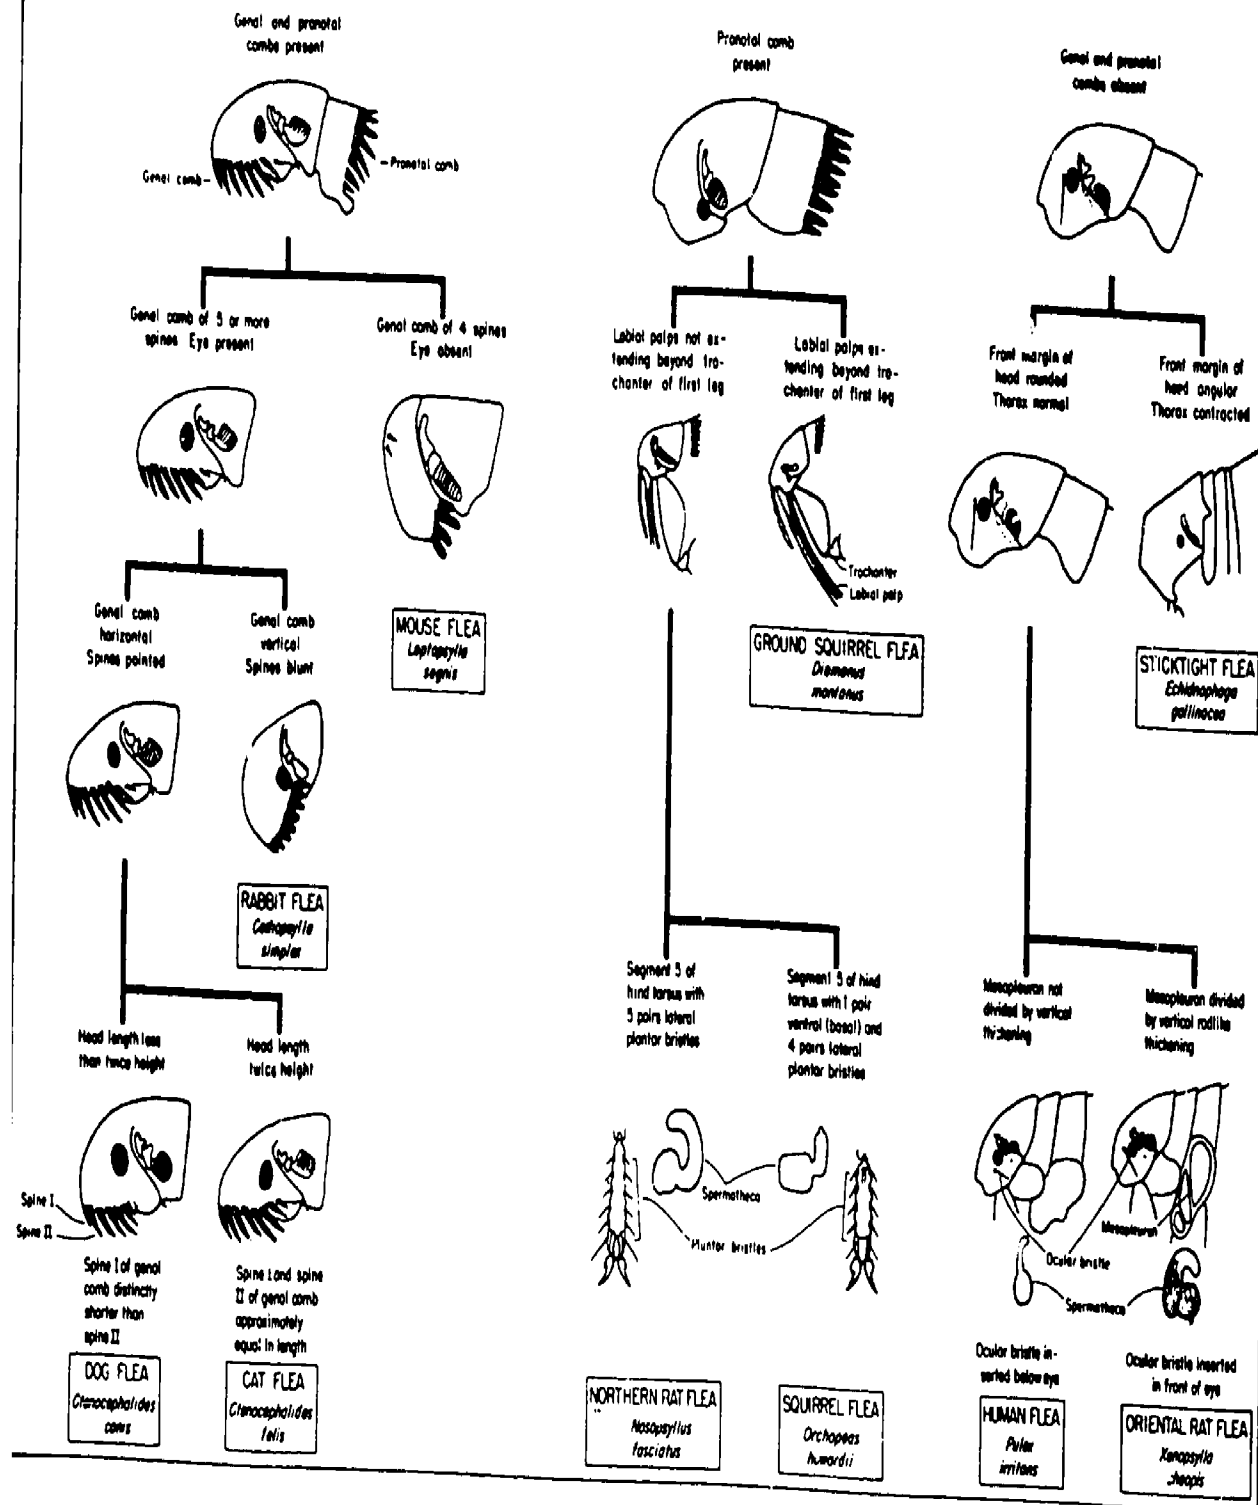 Genal and pronotal
combs present
Genal comb
Pronotal comb
Genal comb of 5 or more
spines Eye present
Genal comb of 4 spines
Eye absent
Genal comb
horizontal
Spines pointed
Genal comb
vertical
Spines blunt
MOUSE FLEA
Leptopsylla
segnis
RABBIT FLEA
simplex
Head length less
than twice height
Head length
twice height
Spine I
Spine II
Spine I of genal
comb distinctly
shorter than
spine II
Spine I and spine
II of genal comb
approximately
equal in length
DOG FLEA
Ctenocephalides
canis
CAT FLEA
Ctenocephalides
felis
Pronotal comb
present
Labial palps not ex-
tending beyond tro-
chanter of first leg
Labial palps ex-
tending beyond tro-
chanter of first leg
Trochanter
Labial palp
GROUND SQUIRREL FLEA
Diamanus
montanus
Segment 5 of
hind tarsus with
5 pairs lateral
plantar bristles
Segment 5 of hind
tarsus with 1 pair
ventral (basal) and
4 pairs lateral
plantar bristles
Spermatheca
Plantar bristles
NORTHERN RAT FLEA
Nosopsyllus
fasciatus
SQUIRREL FLEA
Orchopeas
howardii
Genal and pronotal
combs absent
Front margin of
head rounded
Thorax normal
Front margin of
head angular
Thorax contracted
STICKTIGHT FLEA
Echidnophaga
gallinacea
Mesopleuron not
divided by vertical
thickening
Mesopleuron divided
by vertical rodlike
thickening
Mesopleuron
Ocular bristle
Spermatheca
Ocular bristle in-
serted below eye
Ocular bristle inserted
in front of eye
HUMAN FLEA
Pulex
irritans
ORIENTAL RAT FLEA
Xenopsylla
cheopis